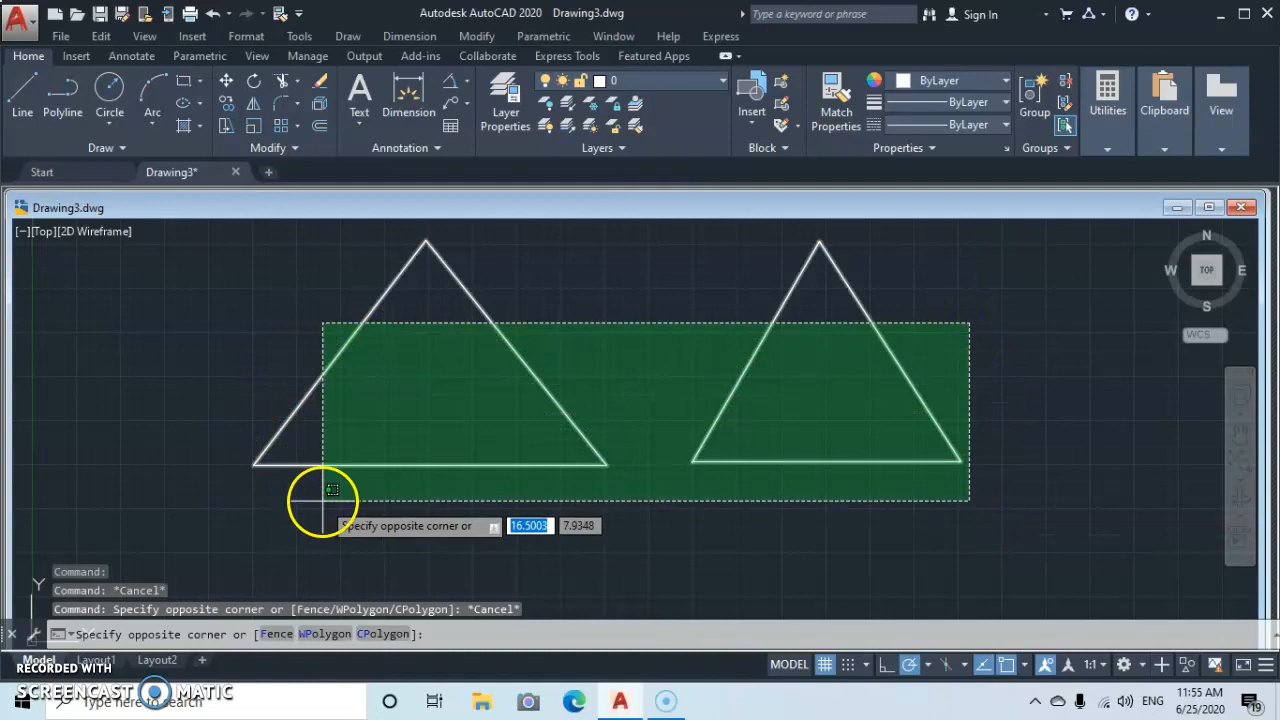 Autodesk AutoCAD 2020 Drawing3.dwg
Type a keyword or phrase
Sign In
File Edit View Insert Format Tools Draw Dimension Modify Parametric Window Help Express
Home Insert Annotate Parametric View Manage Output Add-ins Collaborate Express Tools Featured Apps
Line Polyline Circle Arc
Text Dimension
Layer Properties
0
Insert
Match Properties
ByLayer
ByLayer
ByLayer
Group
Utilities Clipboard View
Draw Modify Annotation Layers Block Properties Groups
Start Drawing3*
Drawing3.dwg
[−][Top][2D Wireframe]
N
W TOP E
S
WCS
Specify opposite corner or 16.5003 7.9348
Command:
Command: *Cancel*
Command: Specify opposite corner or [Fence/WPolygon/CPolygon]: *Cancel*
Specify opposite corner or [Fence WPolygon CPolygon]:
Y
Model Layout1 Layout2
MODEL 1:1
RECORDED WITH
SCREENCAST MATIC
Type here to search
ENG
11:55 AM
6/25/2020
19